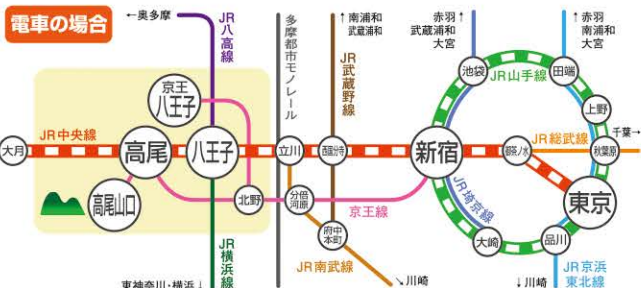 電車の場合
←奥多摩
JR八高線
多摩都市モノレール
↑南浦和
武蔵浦和
JR武蔵野線
赤羽↑
武蔵浦和
大宮
↑赤羽
南浦和
大宮
池袋
JR山手線
田端
上野
京王
八王子
千葉→
大月
JR中央線
高尾
八王子
立川
西国分寺
新宿
御茶ノ水
JR総武線
秋葉原
高尾山口
北野
分倍
河原
京王線
JR埼京線
東京
府中
本町
大崎
品川
JR横浜線
JR南武線
東神奈川・横浜↓
↘川崎
↓川崎
JR京浜
東北線